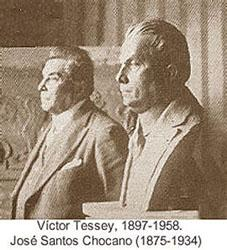 Víctor Tessey, 1897-1958.
José Santos Chocano (1875-1934)